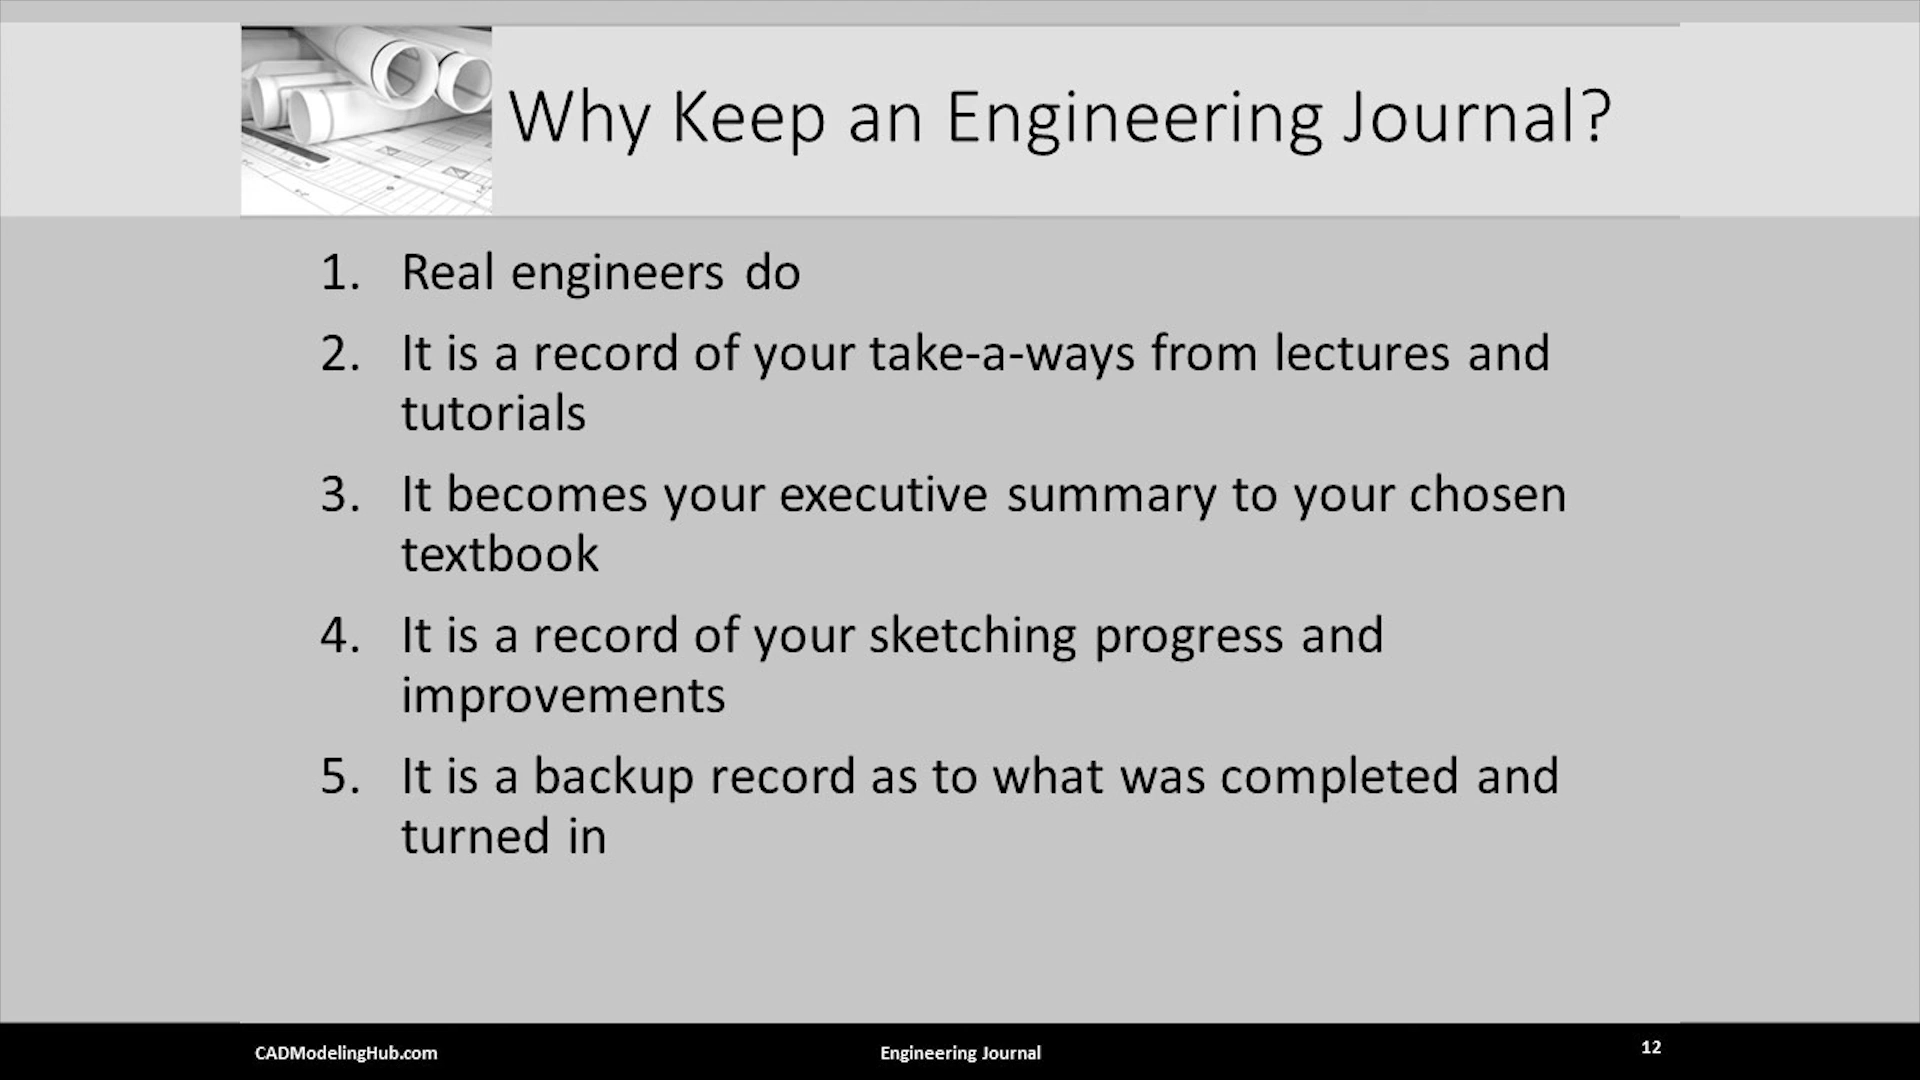 Why Keep an Engineering Journal?
1. Real engineers do
2. It is a record of your take-a-ways from lectures and
tutorials
3. It becomes your executive summary to your chosen
textbook
4. It is a record of your sketching progress and
improvements
5. It is a backup record as to what was completed and
turned in
CADModelingHub.com
Engineering Journal
12